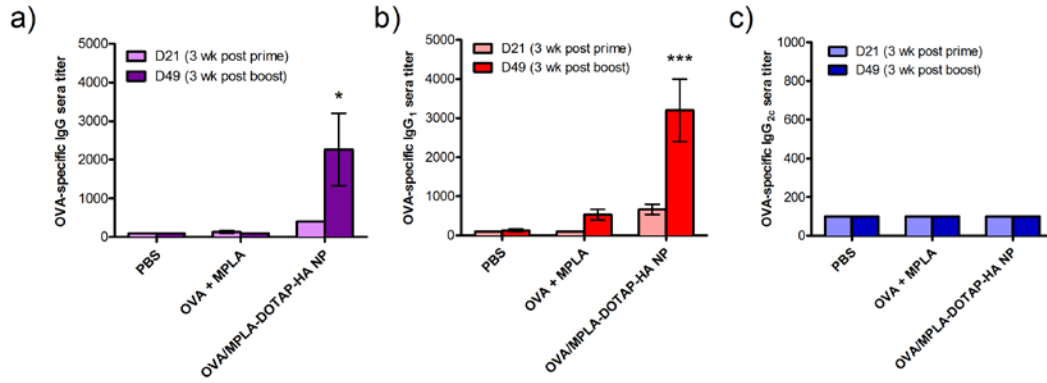 a)
5000
4000
3000
2000
1000
0
OVA-specific IgG sera titer
D21 (3 wk post prime)
D49 (3 wk post boost)
*
PBS
OVA + MPLA
OVA/MPLA-DOTAP-HA NP
b)
5000
4000
3000
2000
1000
0
OVA-specific IgG1 sera titer
D21 (3 wk post prime)
D49 (3 wk post boost)
***
PBS
OVA + MPLA
OVA/MPLA-DOTAP-HA NP
c)
1000
800
600
400
200
0
OVA-specific IgG2c sera titer
D21 (3 wk post prime)
D49 (3 wk post boost)
PBS
OVA + MPLA
OVA/MPLA-DOTAP-HA NP